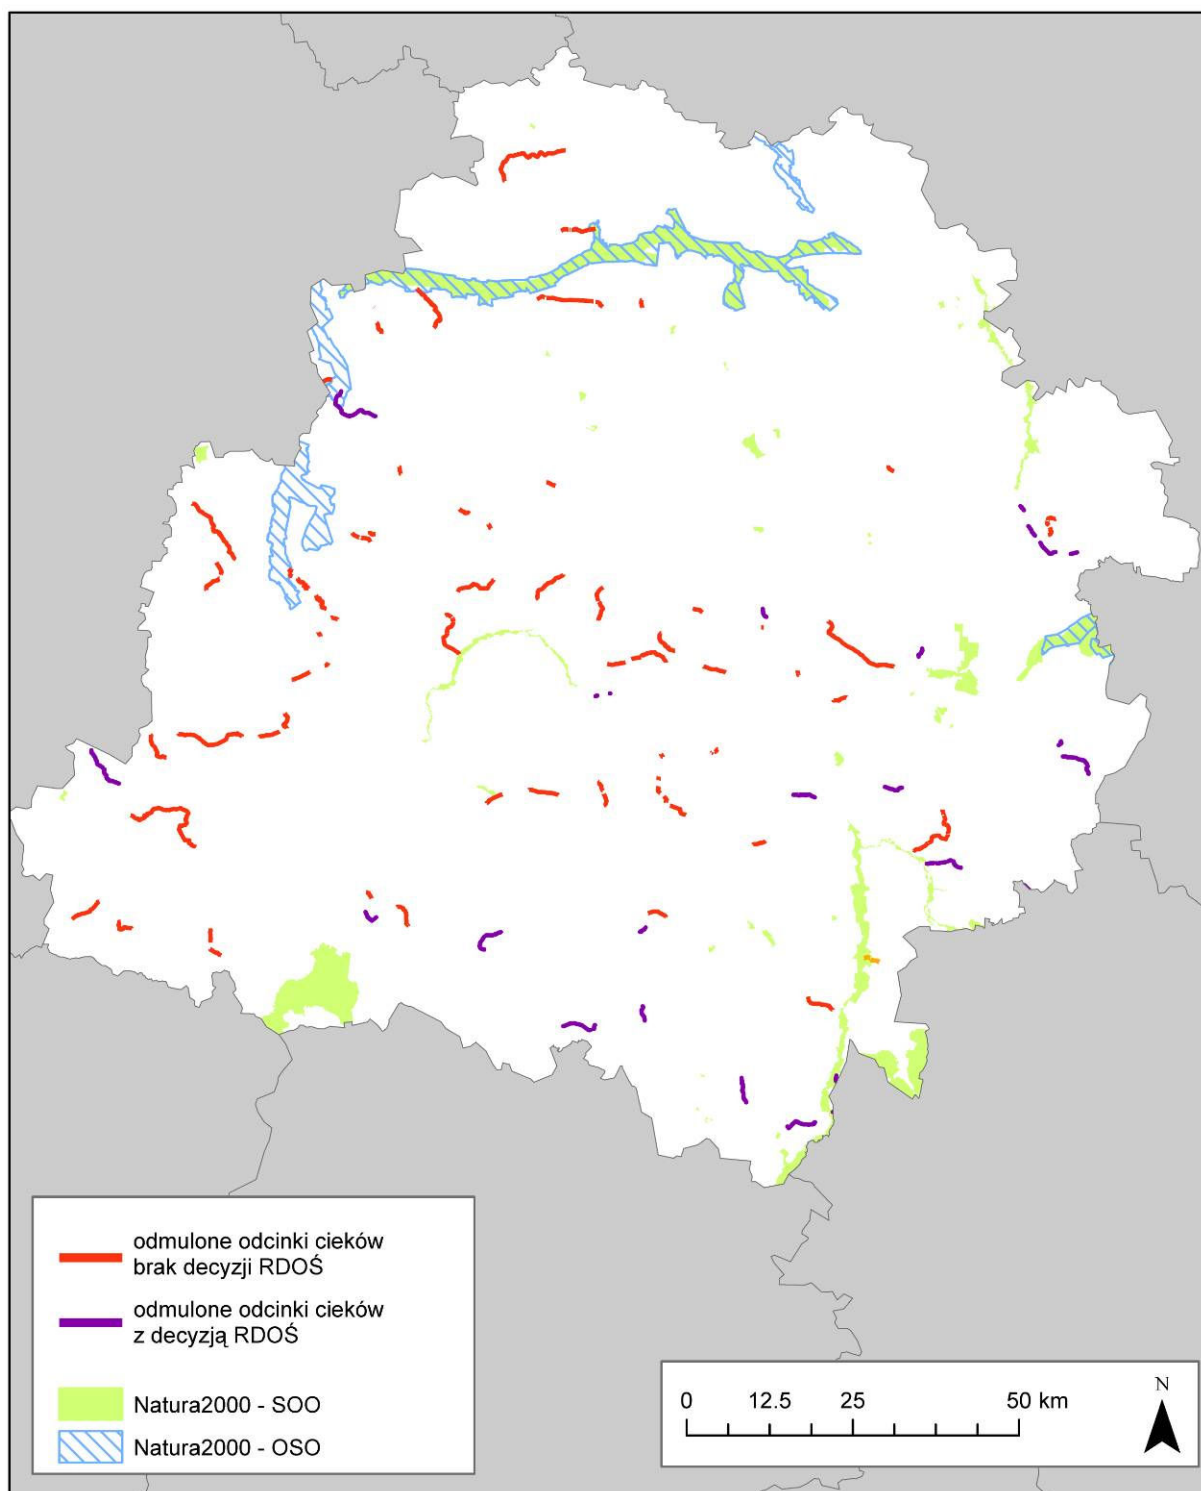 odmulone odcinki cieków
brak decyzji RDOŚ
odmulone odcinki cieków
z decyzją RDOŚ
Natura2000 - SOO
Natura2000 - OSO
0 12.5 25 50 km
N